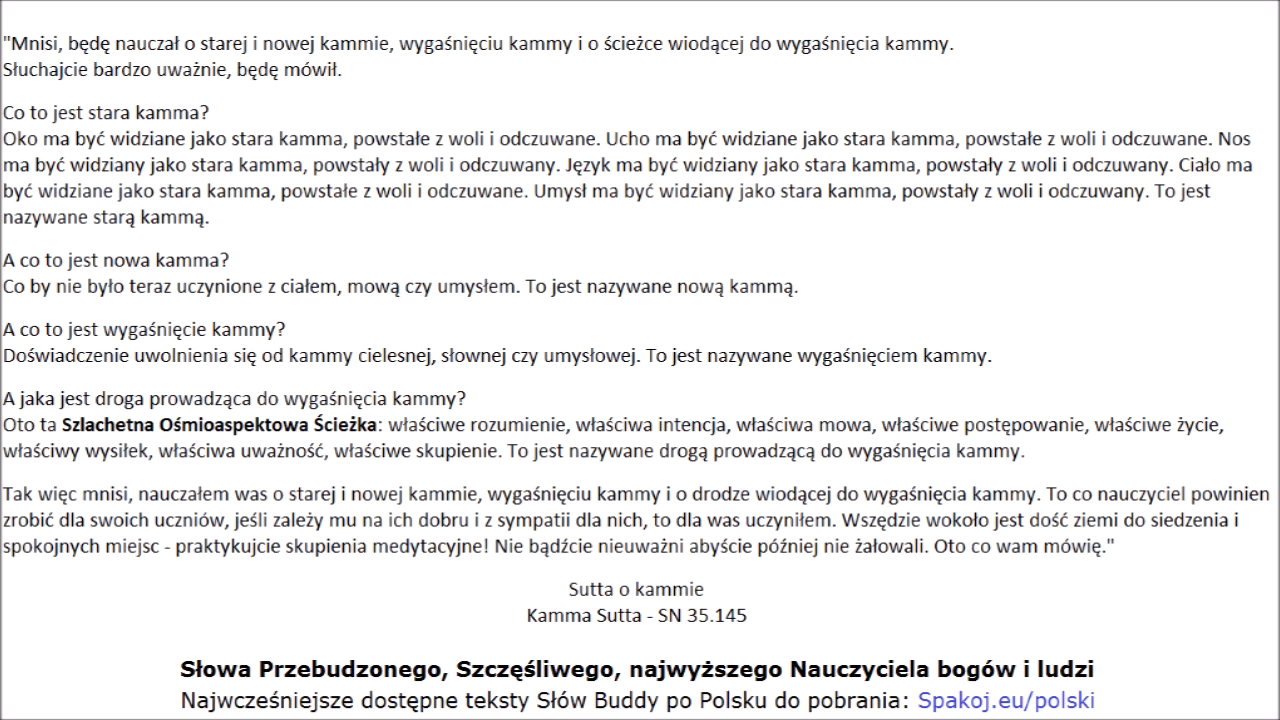 "Mnisi, będę nauczał o starej i nowej kammie, wygaśnięciu kammy i o ścieżce wiodącej do wygaśnięcia kammy.
Słuchajcie bardzo uważnie, będę mówił.
Co to jest stara kamma?
Oko ma być widziane jako stara kamma, powstałe z woli i odczuwane. Ucho ma być widziane jako stara kamma, powstałe z woli i odczuwane. Nos
ma być widziany jako stara kamma, powstały z woli i odczuwany. Język ma być widziany jako stara kamma, powstały z woli i odczuwany. Ciało ma
być widziane jako stara kamma, powstałe z woli i odczuwane. Umysł ma być widziany jako stara kamma, powstały z woli i odczuwany. To jest
nazywane starą kammą.
A co to jest nowa kamma?
Co by nie było teraz uczynione z ciałem, mową czy umysłem. To jest nazywane nową kammą.
A co to jest wygaśnięcie kammy?
Doświadczenie uwolnienia się od kammy cielesnej, słownej czy umysłowej. To jest nazywane wygaśnięciem kammy.
A jaka jest droga prowadząca do wygaśnięcia kammy?
Oto ta Szlachetna Ośmioaspektowa Ścieżka: właściwe rozumienie, właściwa intencja, właściwa mowa, właściwe postępowanie, właściwe życie,
właściwy wysiłek, właściwa uważność, właściwe skupienie. To jest nazywane drogą prowadzącą do wygaśnięcia kammy.
Tak więc mnisi, nauczałem was o starej i nowej kammie, wygaśnięciu kammy i o drodze wiodącej do wygaśnięcia kammy. To co nauczyciel powinien
zrobić dla swoich uczniów, jeśli zależy mu na ich dobru i z sympatii dla nich, to dla was uczyniłem. Wszędzie wokoło jest dość ziemi do siedzenia i
spokojnych miejsc - praktykujcie skupienia medytacyjne! Nie bądźcie nieuważni abyście później nie żałowali. Oto co wam mówię."
Sutta o kammie
Kamma Sutta - SN 35.145
Słowa Przebudzonego, Szczęśliwego, najwyższego Nauczyciela bogów i ludzi
Najwcześniejsze dostępne teksty Słów Buddy po Polsku do pobrania: Spakoj.eu/polski